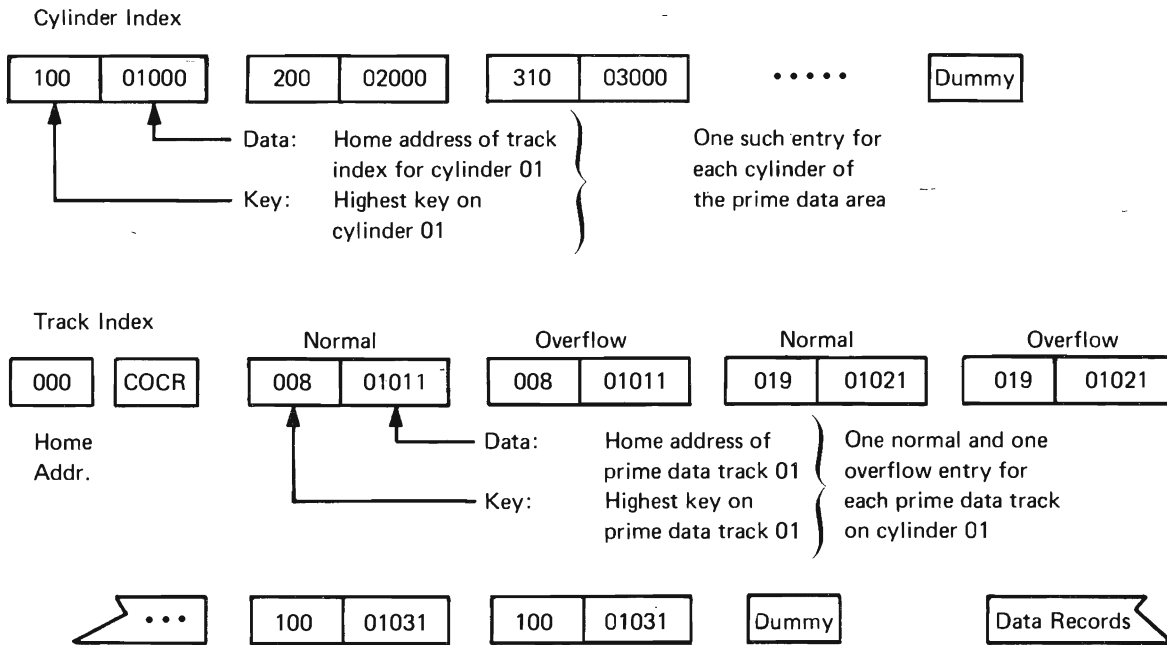 Cylinder Index
100 01000 200 02000 310 03000 ••••• Dummy
Data: Home address of track
index for cylinder 01
Key: Highest key on
cylinder 01
One such entry for
each cylinder of
the prime data area
Track Index
Normal Overflow Normal Overflow
000 COCR 008 01011 008 01011 019 01021 019 01021
Home
Addr.
Data: Home address of
prime data track 01
Key: Highest key on
prime data track 01
One normal and one
overflow entry for
each prime data track
on cylinder 01
••• 100 01031 100 01031 Dummy Data Records